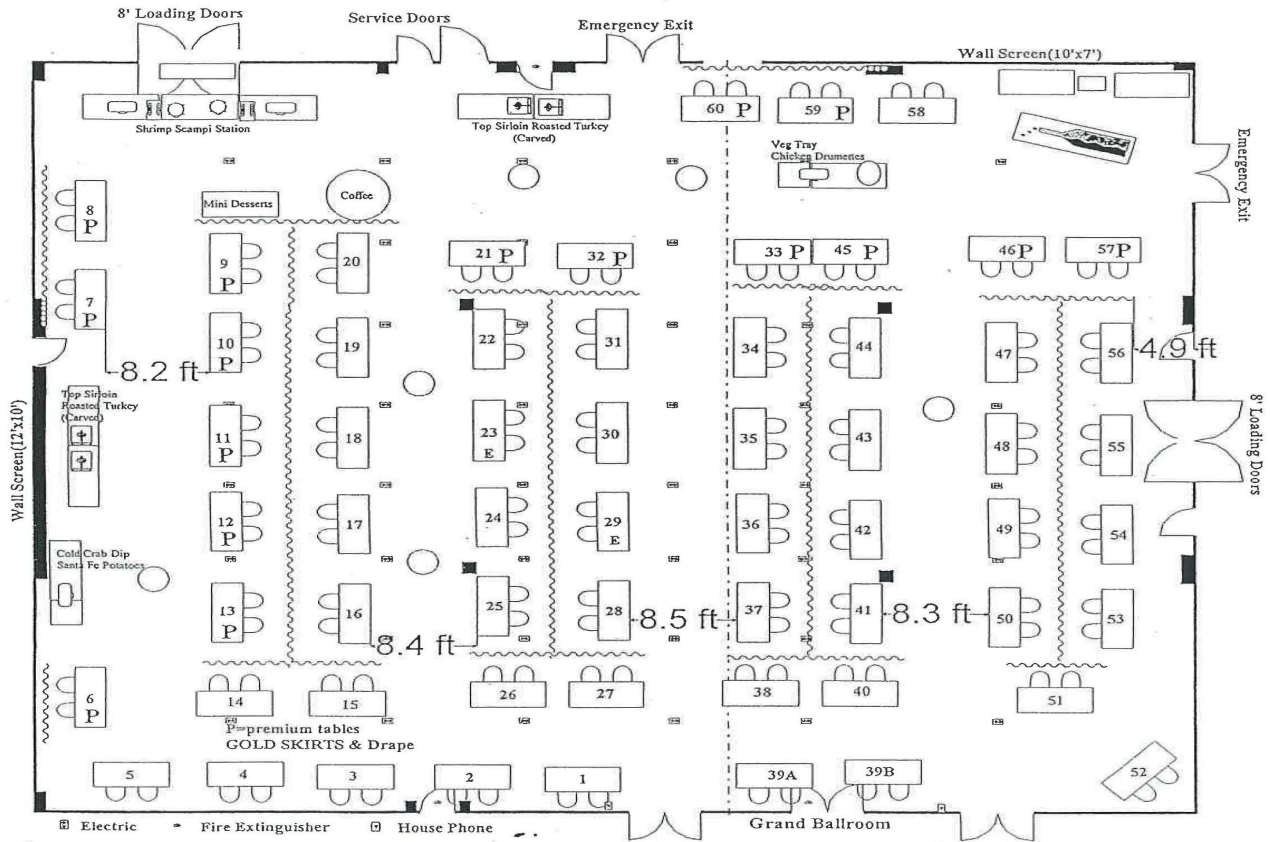 8' Loading Doors
Service Doors
Emergency Exit
Wall Screen(10'x7')
Shrimp Scampi Station
Top Sirloin Roasted Turkey
(Carved)
60 P
59 P
58
Veg Tray
Chicken Drumettes
Emergency Exit
8
P
Mini Desserts
Coffee
9
P
20
21 P
32 P
33 P
45 P
46 P
57 P
7
P
10
P
19
22
31
34
44
47
56
8.2 ft
4.9 ft
Top Sirloin
Roasted Turkey
(Carved)
Wall Screen(12'x10')
11
P
18
23
E
30
35
43
48
55
8' Loading Doors
12
P
17
24
29
E
36
42
49
54
Cold Crab Dip
Santa Fe Potatoes
13
P
16
25
28
37
41
50
53
8.4 ft
8.5 ft
8.3 ft
6
P
14
15
26
27
38
40
51
P=premium tables
GOLD SKIRTS & Drape
5
4
3
2
1
39A
39B
52
Electric
Fire Extinguisher
House Phone
Grand Ballroom